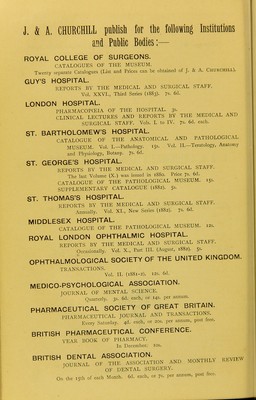 J. & A. CHURCHILL publish for the following Institutions
and Public Bodies:—
ROYAL COLLEGE OF SURGEONS.
CATALOGUES OF THE MUSEUM.
Twenty separate Catalogues (List and Prices can be obtained of J. & A. CHURCHILL).
GUY'S HOSPITAL.
REPORTS BY THE MEDICAL AND SURGICAL STAFF.
Vol. XXVI., Third Series (1883). 7s. 6d.
LONDON HOSPITAL.
PHARMACOPŒIA OF THE HOSPITAL. 3s.
CLINICAL LECTURES AND REPORTS BY THE MEDICAL AND
SURGICAL STAFF. Vols. I. to IV. 7s. 6d. each.
ST. BARTHOLOMEW'S HOSPITAL.
CATALOGUE OF THE ANATOMICAL AND PATHOLOGICAL
MUSEUM. Vol. I.—Pathology. 15s. Vol. II.—Teratology, Anatomy
and Physiology, Botany. 7s. 6d.
ST. GEORGE'S HOSPITAL.
REPORTS BY THE MEDICAL AND SURGICAL STAFF.
The last Volume (X.) was issued in 1880. Price 7s. 6d.
CATALOGUE OF THE PATHOLOGICAL MUSEUM. 15s.
SUPPLEMENTARY CATALOGUE (1882). 5s.
ST. THOMAS'S HOSPITAL.
REPORTS BY THE MEDICAL AND SURGICAL STAFF.
Annually. Vol. XI., New Series (1882). 7s. 6d.
MIDDLESEX HOSPITAL.
CATALOGUE OF THE PATHOLOGICAL MUSEUM. 12s.
ROYAL LONDON OPHTHALMIC HOSPITAL.
REPORTS BY THE MEDICAL AND SURGICAL STAFF.
Occasionally. Vol. X., Part III. (August, 1882). 5s.
OPHTHALMOLOGICAL SOCIETY OF THE UNITED KINGDOM.
TRANSACTIONS.
Vol. II. (1881-2). 12s. 6d.
MEDICO-PSYCHOLOGICAL ASSOCIATION.
JOURNAL OF MENTAL SCIENCE.
Quarterly. 3s. 6d. each, or 14s. per annum.
PHARMACEUTICAL SOCIETY OF GREAT BRITAIN.
PHARMACEUTICAL JOURNAL AND TRANSACTIONS.
Every Saturday. 4d. each, or 20s. per annum, post free.
BRITISH PHARMACEUTICAL CONFERENCE.
YEAR BOOK OF PHARMACY.
In December. 10s.
BRITISH DENTAL ASSOCIATION.
JOURNAL OF THE ASSOCIATION AND MONTHLY REVIEW
OF DENTAL SURGERY.
On the 15th of each Month. 6d. each, or 7s. per annum, post free.